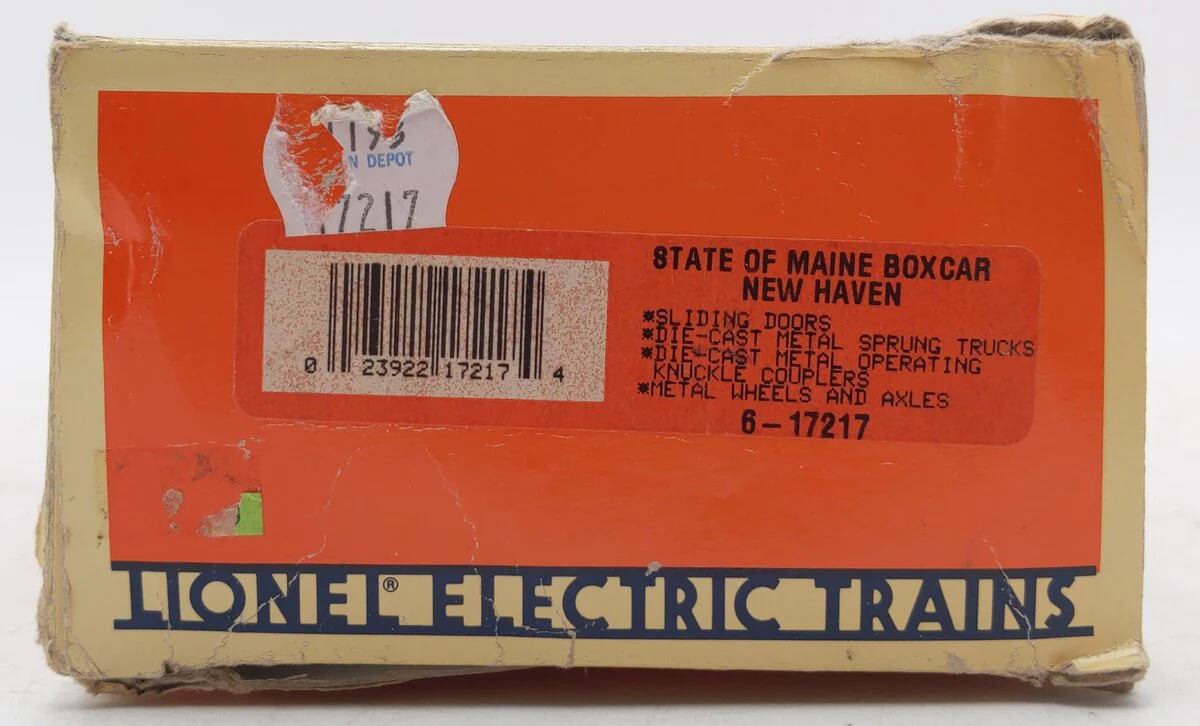 N DEPOT
7217
STATE OF MAINE BOXCAR
NEW HAVEN
*SLIDING DOORS
*DIE-CAST METAL SPRUNG TRUCKS
*DIE-CAST METAL OPERATING
KNUCKLE COUPLERS
*METAL WHEELS AND AXLES
6-17217
0 23922 17217 4
LIONEL® ELECTRIC TRAINS